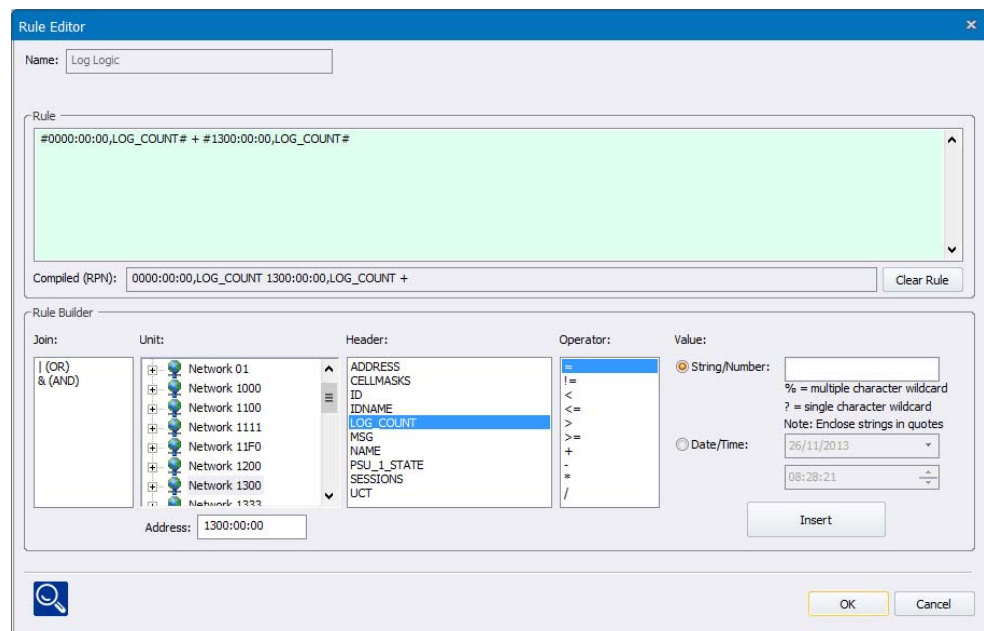 Rule Editor
Name: Log Logic
Rule
#0000:00:00,LOG_COUNT# + #1300:00:00,LOG_COUNT#
Compiled (RPN): 0000:00:00,LOG_COUNT 1300:00:00,LOG_COUNT + Clear Rule
Rule Builder
Join: Unit: Header: Operator: Value:
| (OR)
& (AND)
Network 01
Network 1000
Network 1100
Network 1111
Network 11F0
Network 1200
Network 1300
Network 1333
Address: 1300:00:00
ADDRESS
CELLMASKS
ID
IDNAME
LOG_COUNT
MSG
NAME
PSU_1_STATE
SESSIONS
UCT
=
!=
<
<=
>
>=
+
-
*
/
String/Number:
% = multiple character wildcard
? = single character wildcard
Note: Enclose strings in quotes
Date/Time: 26/11/2013
08:28:21
Insert
OK Cancel